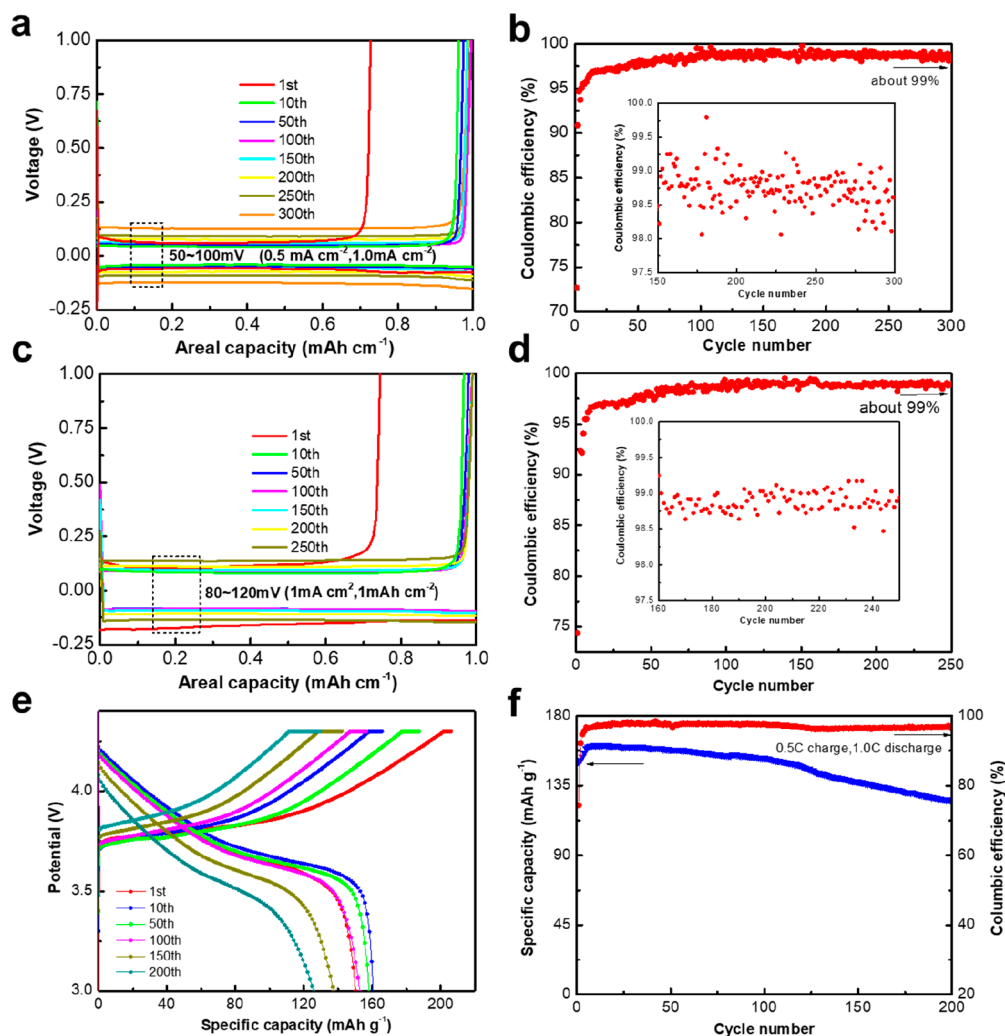 a
1.00
0.75
0.50
0.25
0.00
-0.25
Voltage (V)
1st
10th
50th
100th
150th
200th
250th
300th
50~100mV (0.5 mA cm⁻²,1.0mA cm⁻²)
0.0 0.2 0.4 0.6 0.8 1.0
Areal capacity (mAh cm⁻¹)
b
100
95
90
85
80
75
70
Coulombic efficiency (%)
about 99%
100.0
99.5
99.0
98.5
98.0
97.5
Coulombic efficiency (%)
150 200 250 300
Cycle number
0 50 100 150 200 250 300
Cycle number
c
1.00
0.75
0.50
0.25
0.00
-0.25
Voltage (V)
1st
10th
50th
100th
150th
200th
250th
80~120mV (1mA cm²,1mAh cm⁻²)
0.0 0.2 0.4 0.6 0.8 1.0
Areal capacity (mAh cm⁻¹)
d
100
95
90
85
80
75
Coulombic efficiency (%)
about 99%
100.0
99.5
99.0
98.5
98.0
97.5
Coulombic efficiency (%)
160 180 200 220 240
Cycle number
0 50 100 150 200 250
Cycle number
e
4.0
3.5
3.0
Potential (V)
1st
10th
50th
100th
150th
200th
0 40 80 120 160 200
Specific capacity (mAh g⁻¹)
f
180
135
90
45
0
Specific capacity (mAh g⁻¹)
0.5C charge,1.0C discharge
100
80
60
40
20
Columbic efficiency (%)
0 50 100 150 200
Cycle number